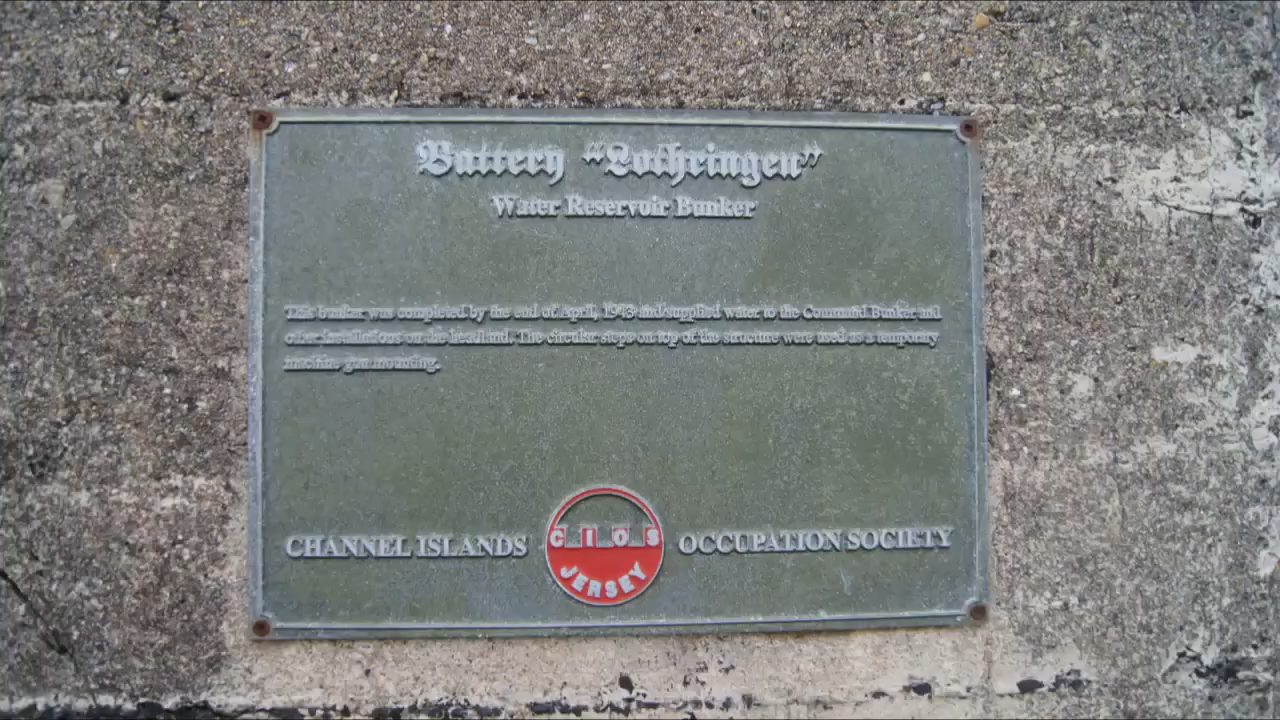 Battery "Lothringen"
Water Reservoir Bunker
This bunker was completed by the end of April, 1943 and supplied water to the Command Bunker and
other installations on the headland. The circular steps on top of the structure were used as a temporary
machine gun mounting.
CHANNEL ISLANDS
CIOS
JERSEY
OCCUPATION SOCIETY